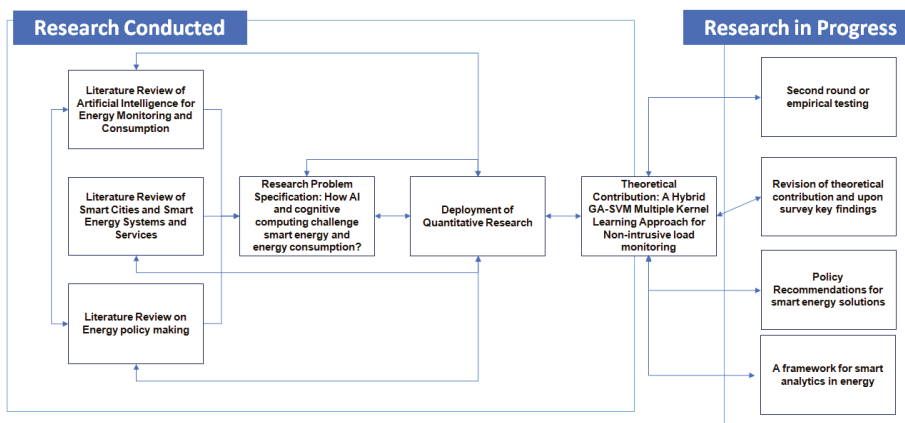 Research Conducted
Research in Progress
Literature Review of
Artificial Intelligence for
Energy Monitoring and
Consumption
Literature Review of
Smart Cities and Smart
Energy Systems and
Services
Literature Review on
Energy policy making
Research Problem
Specification: How AI
and cognitive
computing challenge
smart energy and
energy consumption?
Deployment of
Quantitative Research
Theoretical
Contribution: A Hybrid
GA-SVM Multiple Kernel
Learning Approach for
Non-intrusive load
monitoring
Second round or
empirical testing
Revision of theoretical
contribution and upon
survey key findings
Policy
Recommendations for
smart energy solutions
A framework for smart
analytics in energy